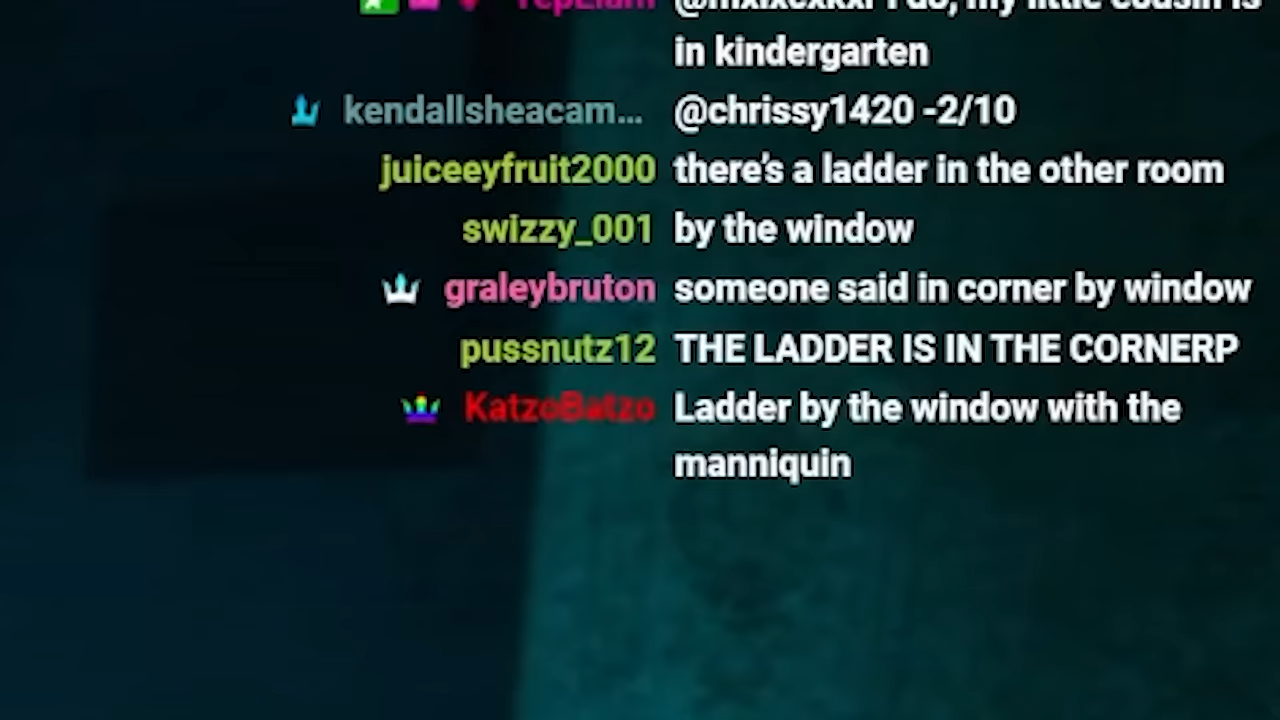 in kindergarten
kendallsheacam... @chrissy1420 -2/10
juiceeyfruit2000 there's a ladder in the other room
swizzy_001 by the window
graleybruton someone said in corner by window
pussnutz12 THE LADDER IS IN THE CORNERP
KatzoBatzo Ladder by the window with the
manniquin